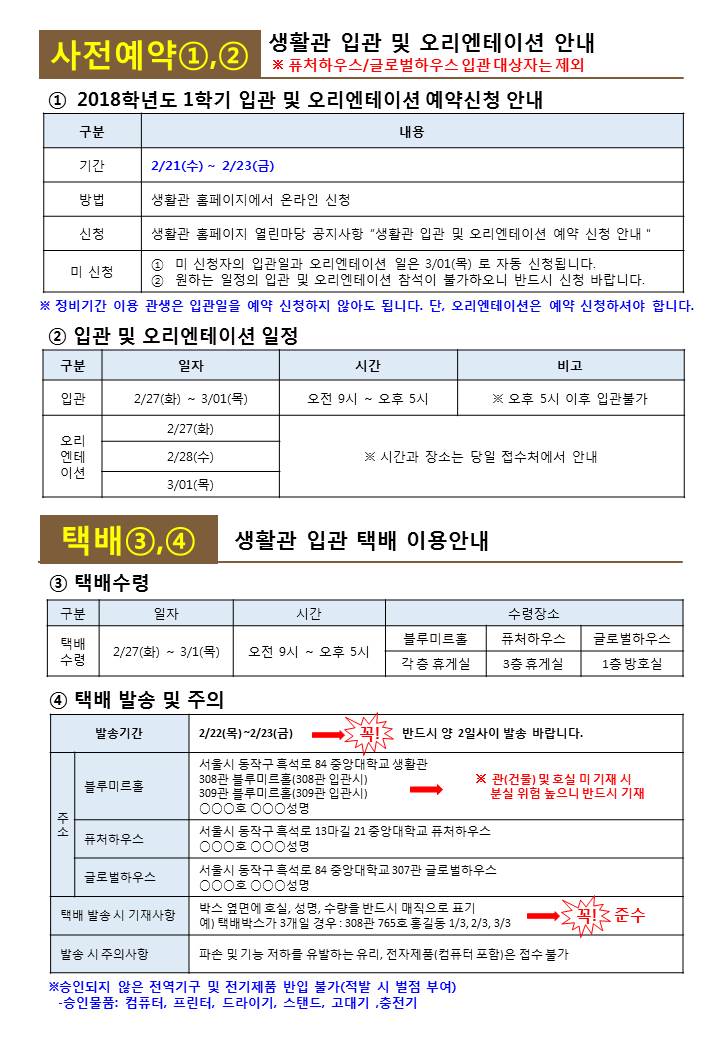 사전예약①,②
생활관 입관 및 오리엔테이션 안내
※ 퓨처하우스/글로벌하우스 입관 대상자는 제외
① 2018학년도 1학기 입관 및 오리엔테이션 예약신청 안내
구분 내용
기간 2/21(수) ~ 2/23(금)
방법 생활관 홈페이지에서 온라인 신청
신청 생활관 홈페이지 열린마당 공지사항 “생활관 입관 및 오리엔테이션 예약 신청 안내 “
미 신청
① 미 신청자의 입관일과 오리엔테이션 일은 3/01(목) 로 자동 신청됩니다.
② 원하는 일정의 입관 및 오리엔테이션 참석이 불가하오니 반드시 신청 바랍니다.
※ 정비기간 이용 관생은 입관일을 예약 신청하지 않아도 됩니다. 단, 오리엔테이션은 예약 신청하셔야 합니다.
② 입관 및 오리엔테이션 일정
구분 일자 시간 비고
입관 2/27(화) ~ 3/01(목) 오전 9시 ~ 오후 5시 ※ 오후 5시 이후 입관불가
오리
엔테
이션
2/27(화)
2/28(수)
3/01(목)
※ 시간과 장소는 당일 접수처에서 안내
택배③,④
생활관 입관 택배 이용안내
③ 택배수령
구분 일자 시간 수령장소
택배
수령
2/27(화) ~ 3/1(목) 오전 9시 ~ 오후 5시
블루미르홀 퓨처하우스 글로벌하우스
각 층 휴게실 3층 휴게실 1층 방호실
④ 택배 발송 및 주의
발송기간 2/22(목) ~2/23(금) 꼭! 반드시 양 2일사이 발송 바랍니다.
주
소
블루미르홀
서울시 동작구 흑석로 84 중앙대학교 생활관
308관 블루미르홀(308관 입관시)
309관 블루미르홀(309관 입관시)
○○○호 ○○○성명
※ 관(건물) 및 호실 미 기재 시
분실 위험 높으니 반드시 기재
퓨처하우스
서울시 동작구 흑석로 13마길 21 중앙대학교 퓨처하우스
○○○호 ○○○성명
글로벌하우스
서울시 동작구 흑석로 84 중앙대학교 307관 글로벌하우스
○○○호 ○○○성명
택배 발송 시 기재사항
박스 옆면에 호실, 성명, 수량을 반드시 매직으로 표기
예) 택배박스가 3개일 경우 : 308관 765호 홍길동 1/3, 2/3, 3/3
꼭! 준수
발송 시 주의사항 파손 및 기능 저하를 유발하는 유리, 전자제품(컴퓨터 포함)은 접수 불가
※승인되지 않은 전역기구 및 전기제품 반입 불가(적발 시 벌점 부여)
-승인물품: 컴퓨터, 프린터, 드라이기, 스탠드, 고대기 ,충전기